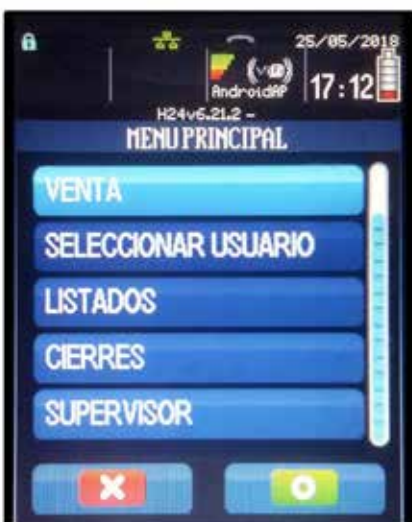 25/05/2018
AndroidAP
17:12
H24v6.21.2 -
MENU PRINCIPAL
VENTA
SELECCIONAR USUARIO
LISTADOS
CIERRES
SUPERVISOR